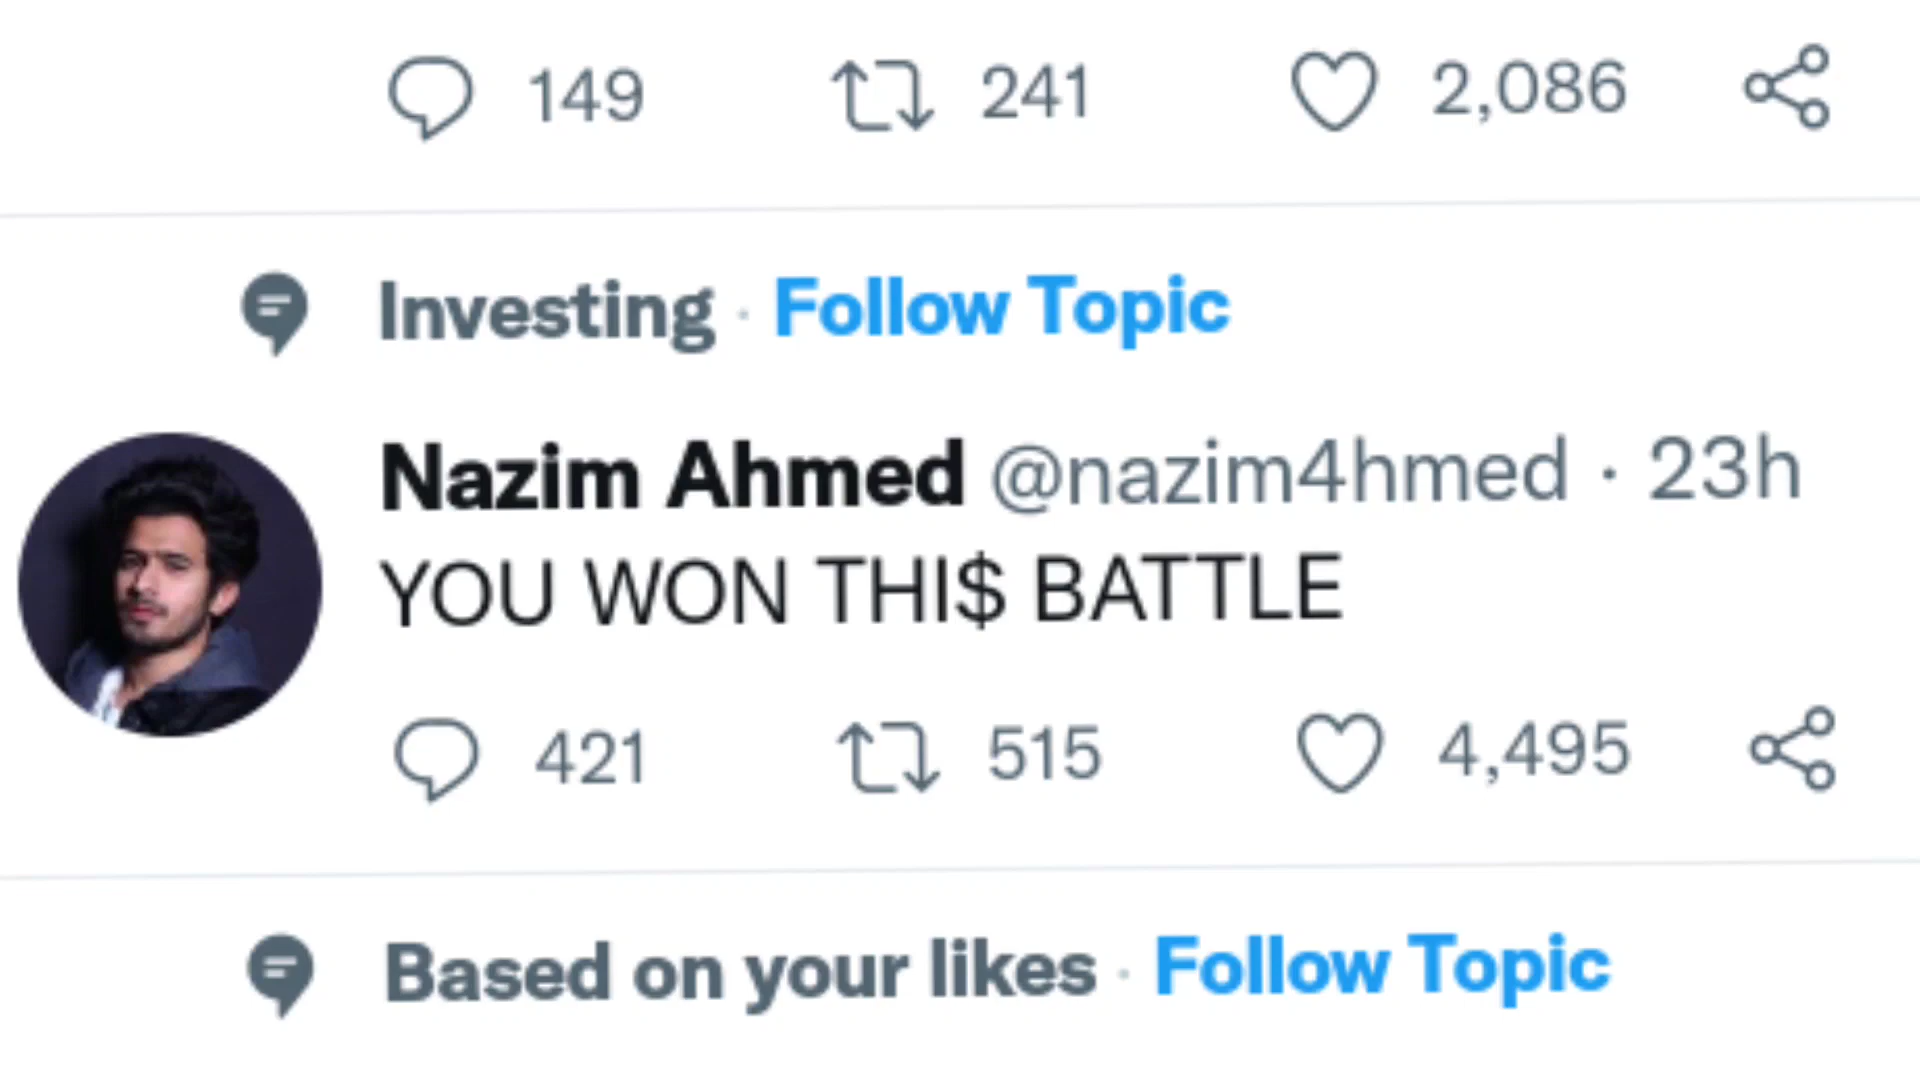 149 241 2,086
Investing · Follow Topic
Nazim Ahmed @nazim4hmed · 23h
YOU WON THI$ BATTLE
421 515 4,495
Based on your likes · Follow Topic